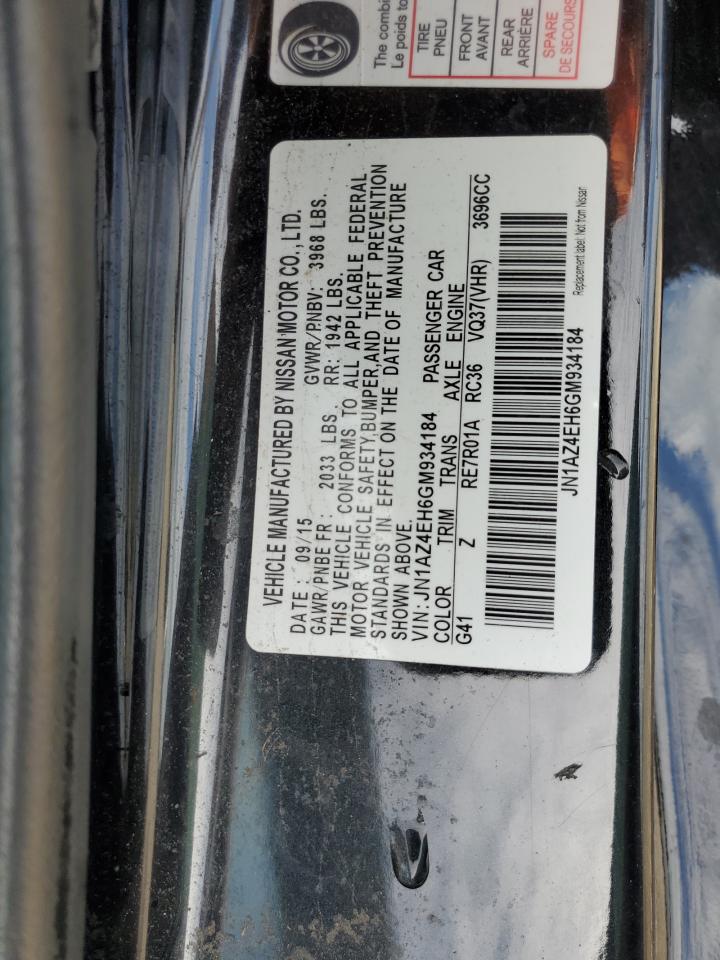 The combi
Le poids to
TIRE
PNEU
FRONT
AVANT
REAR
ARRIÈRE
SPARE
DE SECOURS
VEHICLE MANUFACTURED BY NISSAN MOTOR CO., LTD.
DATE: 09/15 GVWR/PNBV: 3968 LBS.
GAWR/PNBE FR: 2033 LBS. RR: 1942 LBS.
THIS VEHICLE CONFORMS TO ALL APPLICABLE FEDERAL
MOTOR VEHICLE SAFETY,BUMPER,AND THEFT PREVENTION
STANDARDS IN EFFECT ON THE DATE OF MANUFACTURE
SHOWN ABOVE.
VIN: JN1AZ4EH6GM934184 PASSENGER CAR
COLOR TRIM TRANS AXLE ENGINE
G41 Z RE7R01A RC36 VQ37(VHR) 3696CC
JN1AZ4EH6GM934184
Replacement label: Not from Nissan